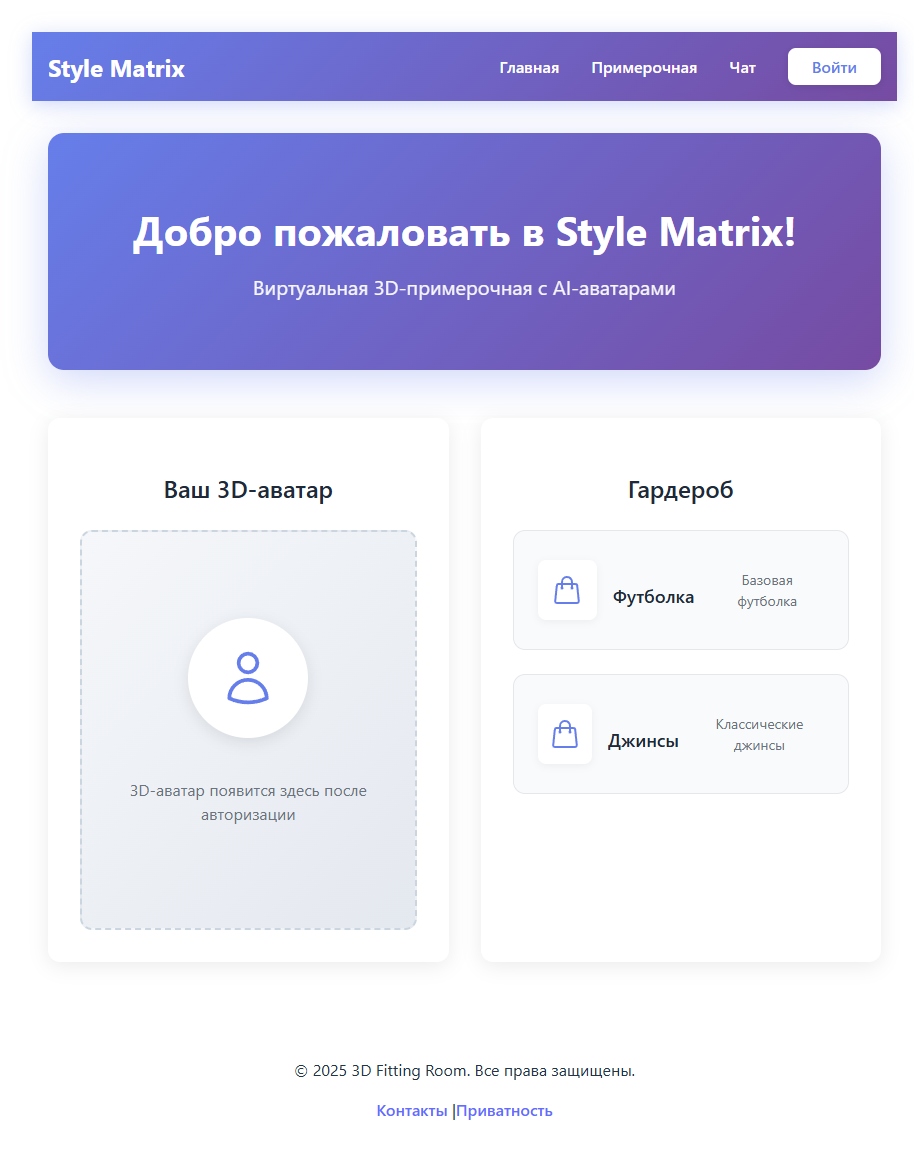 Style Matrix
Главная
Примерочная
Чат
Войти
Добро пожаловать в Style Matrix!
Виртуальная 3D-примерочная с AI-аватарами
Ваш 3D-аватар
3D-аватар появится здесь после
авторизации
Гардероб
Футболка
Базовая
футболка
Джинсы
Классические
джинсы
© 2025 3D Fitting Room. Все права защищены.
Контакты |Приватность